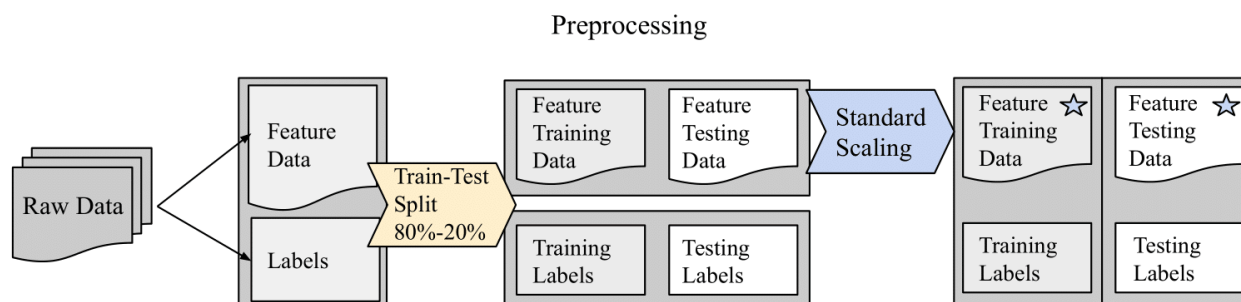 Preprocessing
Raw Data
Feature
Data
Labels
Train-Test
Split
80%-20%
Feature
Training
Data
Feature
Testing
Data
Training
Labels
Testing
Labels
Standard
Scaling
Feature
Training
Data
Feature
Testing
Data
Training
Labels
Testing
Labels